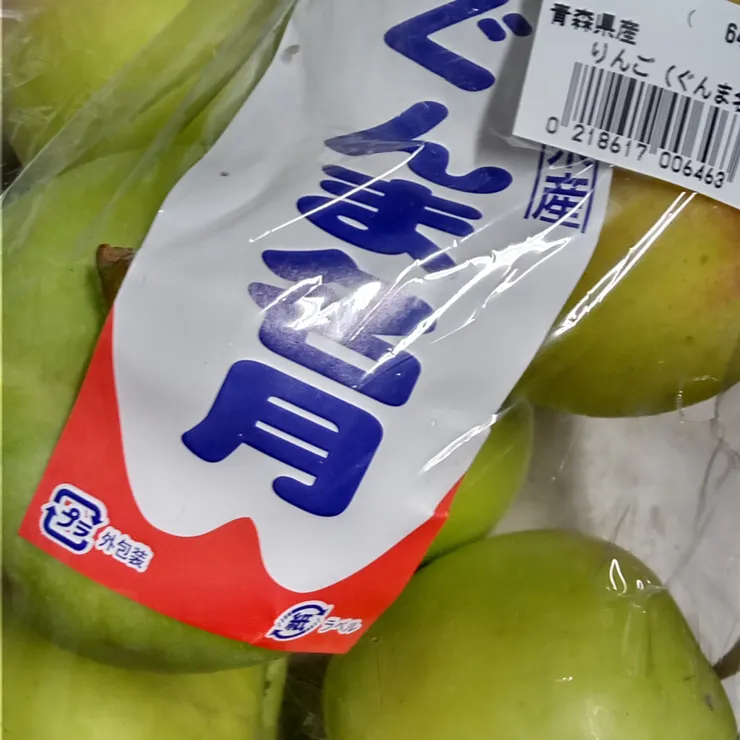 青森県産
りんご (ぐんま
0 218617 006463
ぐんま名月
産
プラ
外包装
紙
ラベル